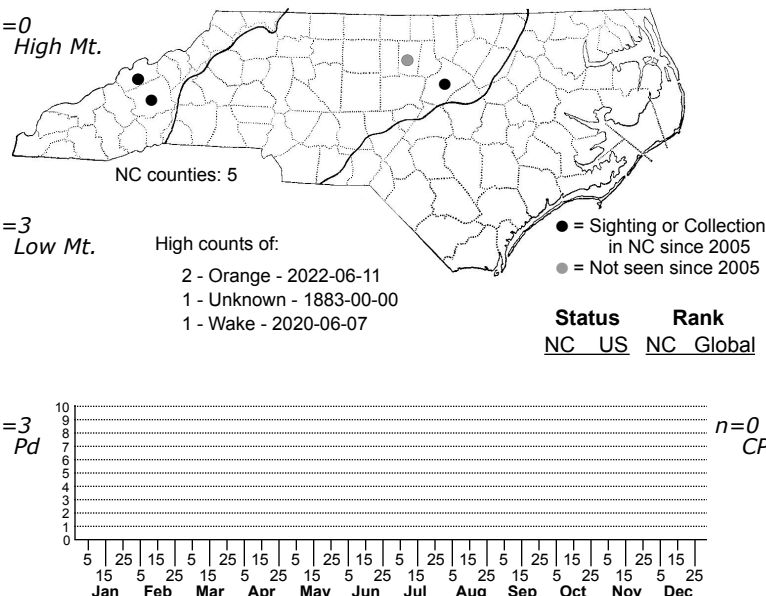 =0
High Mt.
NC counties: 5
=3
Low Mt.
High counts of:
2 - Orange - 2022-06-11
1 - Unknown - 1883-00-00
1 - Wake - 2020-06-07
● = Sighting or Collection
in NC since 2005
● = Not seen since 2005
Status Rank
NC US NC Global
=3
Pd
n=0
CP
10
9
8
7
6
5
4
3
2
1
0
5 25 15 5 25 15 5 25 15 5 25 15 5 25 15 5 25 15
15 5 25 15 5 25 15 5 25 15 5 25 15 5 25 15 5 25
Jan Feb Mar Apr May Jun Jul Aug Sep Oct Nov Dec